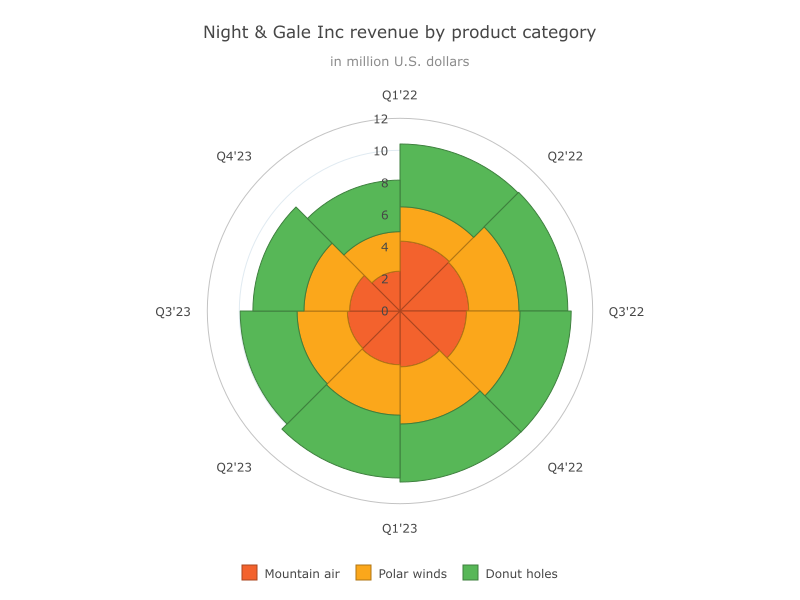 Night & Gale Inc revenue by product category
in million U.S. dollars
Q1'22
12
Q4'23
10
Q2'22
8
6
4
2
Q3'23
0
Q3'22
Q2'23
Q4'22
Q1'23
Mountain air
Polar winds
Donut holes